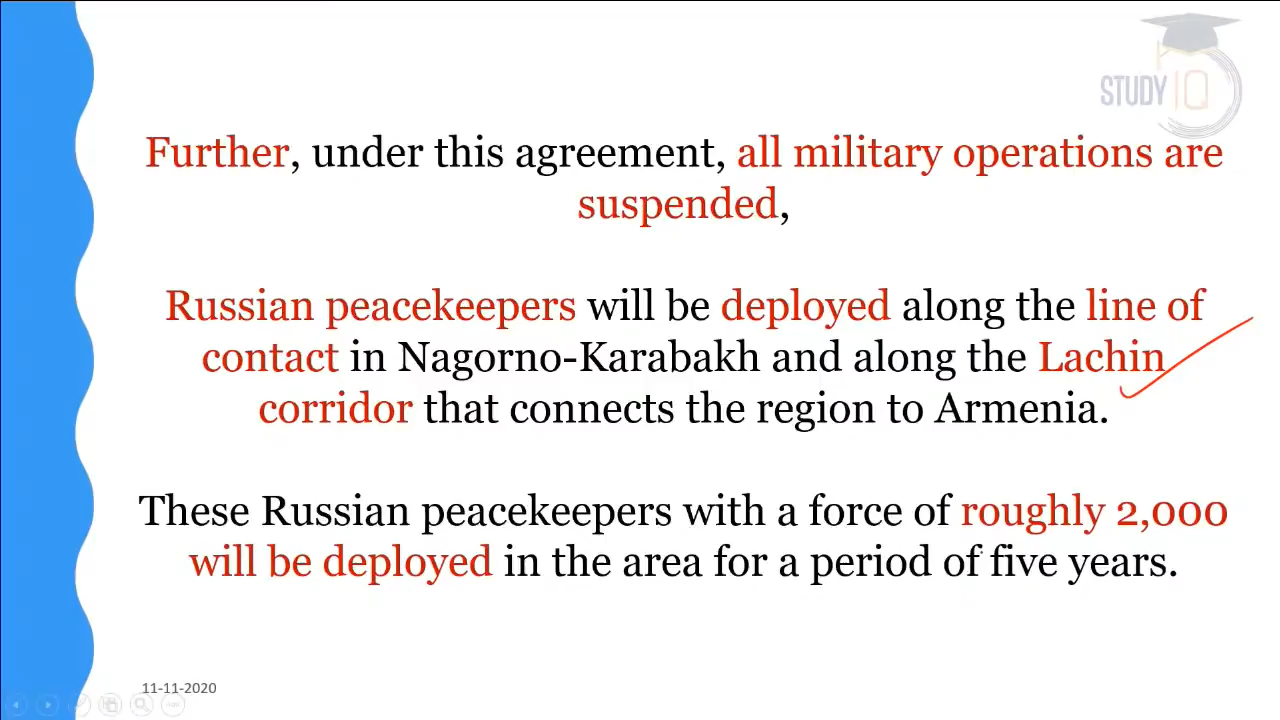 STUDY IQ
Further, under this agreement, all military operations are
suspended,
Russian peacekeepers will be deployed along the line of
contact in Nagorno-Karabakh and along the Lachin
corridor that connects the region to Armenia.
These Russian peacekeepers with a force of roughly 2,000
will be deployed in the area for a period of five years.
11-11-2020